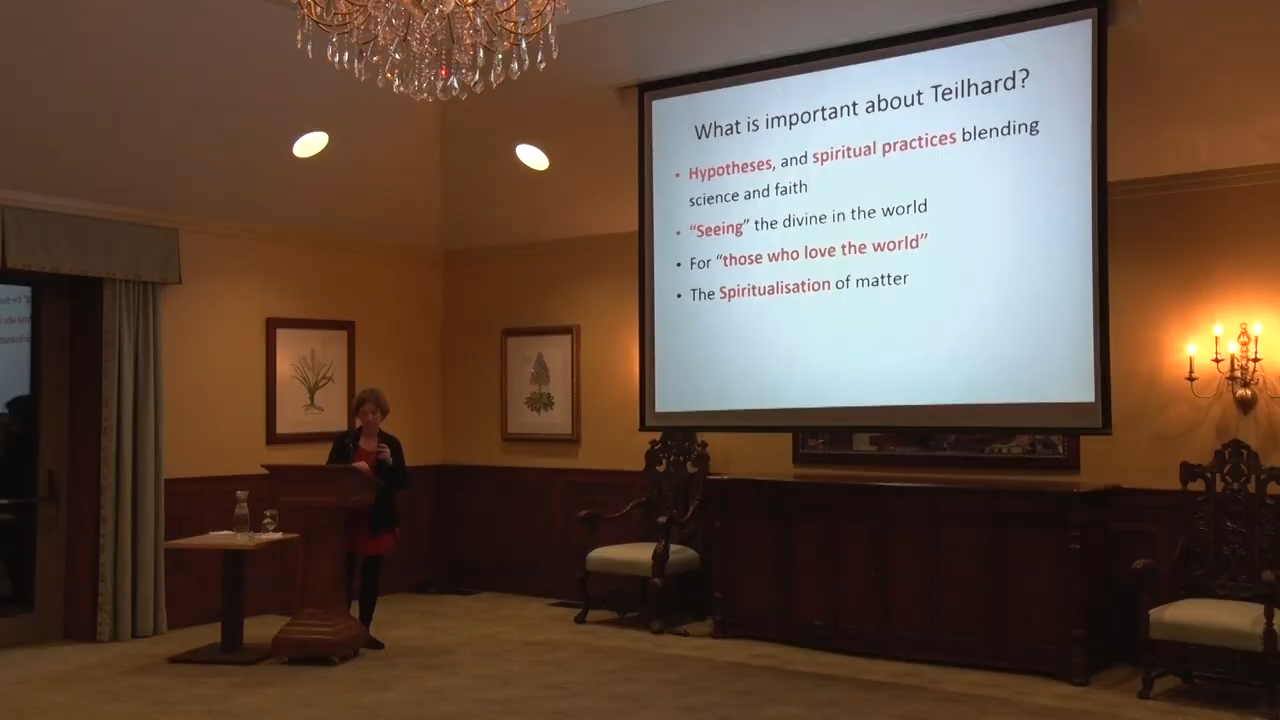 What is important about Teilhard?
• Hypotheses, and spiritual practices blending
science and faith
• “Seeing” the divine in the world
• For “those who love the world”
• The Spiritualisation of matter